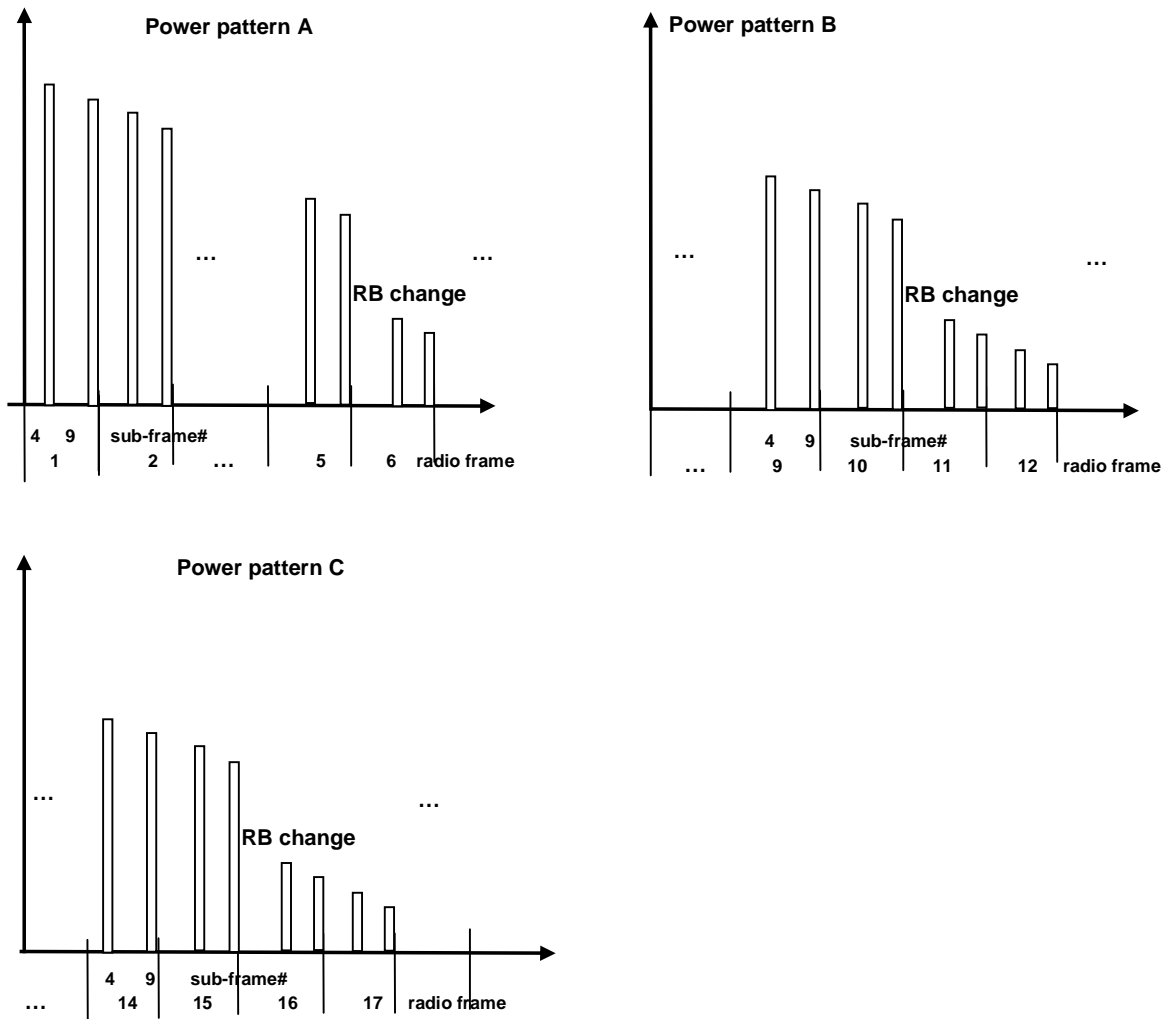 Power pattern A
...
...
RB change
4 9 sub-frame#
1 2 ... 5 6 radio frame
Power pattern B
...
...
RB change
4 9 sub-frame#
... 9 10 11 12 radio frame
Power pattern C
...
...
RB change
4 9 sub-frame#
... 14 15 16 17 radio frame